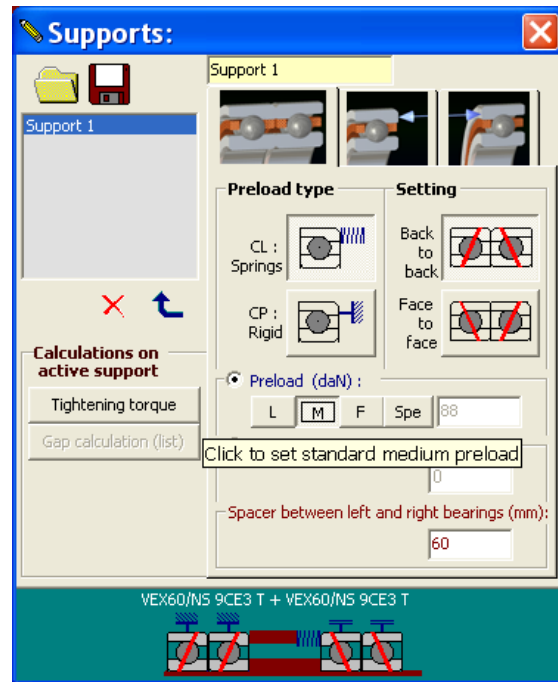 Supports:
Support 1
Support 1
Preload type
Setting
CL :
Springs
Back
to
back
CP :
Rigid
Face
to
face
Calculations on
active support
Tightening torque
Gap calculation (list)
Preload (daN) :
L M F Spe 88
Click to set standard medium preload
0
Spacer between left and right bearings (mm):
60
VEX60/NS 9CE3 T + VEX60/NS 9CE3 T